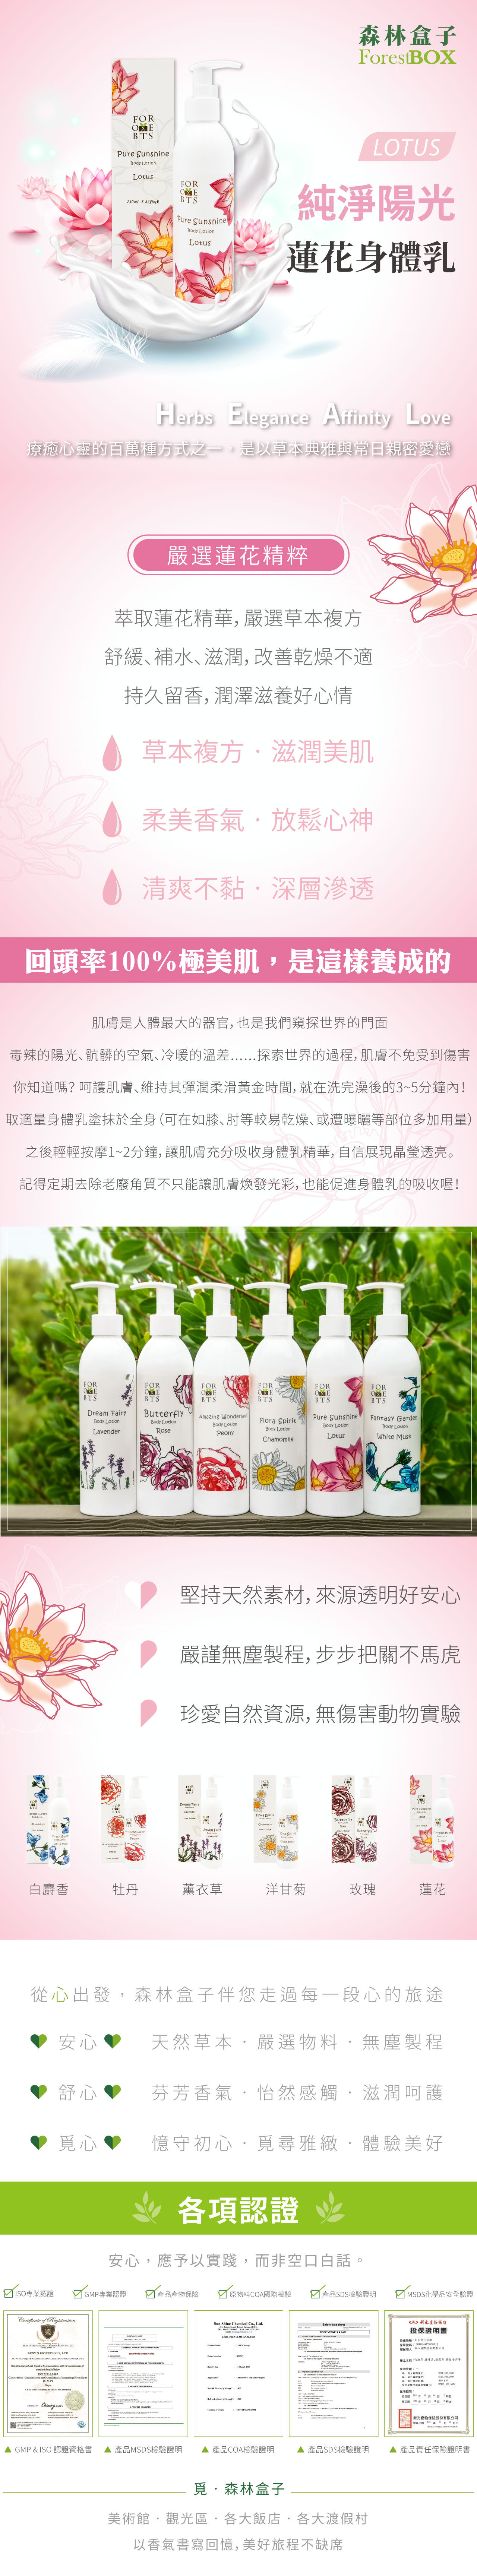 森林盒子
ForestBOX
LOTUS
純淨陽光
蓮花身體乳
FOR
BTS
Pure Sunshine
Body Lotion
Lotus
FOR
BTS
Pure Sunshine
Body Lotion
Lotus
Herbs Elegance Affinity Love
療癒心靈的百萬種方式之一，是以草本典雅與常日親密愛戀
嚴選蓮花精粹
萃取蓮花精華，嚴選草本複方
舒緩、補水、滋潤，改善乾燥不適
持久留香，潤澤滋養好心情
草本複方・滋潤美肌
柔美香氣・放鬆心神
清爽不黏・深層滲透
回頭率100%極美肌，是這樣養成的
肌膚是人體最大的器官，也是我們窺探世界的門面
毒辣的陽光、骯髒的空氣、冷暖的溫差……探索世界的過程，肌膚不免受到傷害
你知道嗎？呵護肌膚、維持其彈潤柔滑黃金時間，就在洗完澡後的3~5分鐘內！
取適量身體乳塗抹於全身（可在如膝、肘等較易乾燥、或遭曝曬等部位多加用量）
之後輕輕按摩1~2分鐘，讓肌膚充分吸收身體乳精華，自信展現晶瑩透亮。
記得定期去除老廢角質不只能讓肌膚煥發光彩，也能促進身體乳的吸收喔！
Dream Fairy
Body Lotion
Lavender
Butterfly
Body Lotion
Rose
Amazing Wonderland
Body Lotion
Peony
Flora Spirit
Body Lotion
Chamomile
Pure Sunshine
Body Lotion
Lotus
Fantasy Garden
Body Lotion
White Musk
堅持天然素材，來源透明好安心
嚴謹無塵製程，步步把關不馬虎
珍愛自然資源，無傷害動物實驗
白麝香 牡丹 薰衣草 洋甘菊 玫瑰 蓮花
從心出發，森林盒子伴您走過每一段心的旅途
安心 天然草本・嚴選物料・無塵製程
舒心 芬芳香氣・怡然感觸・滋潤呵護
覓心 憶守初心・覓尋雅緻・體驗美好
各項認證
安心，應予以實踐，而非空口白話。
ISO專業認證 GMP專業認證 產品產物保險 原物料COA國際檢驗 產品SDS檢驗證明 MSDS化學品安全驗證
Certificate of Registration
投保證明書
▲ GMP & ISO 認證資格書 ▲ 產品MSDS檢驗證明 ▲ 產品COA檢驗證明 ▲ 產品SDS檢驗證明 ▲ 產品責任保險證明書
覓・森林盒子
美術館・觀光區・各大飯店・各大渡假村
以香氣書寫回憶，美好旅程不缺席